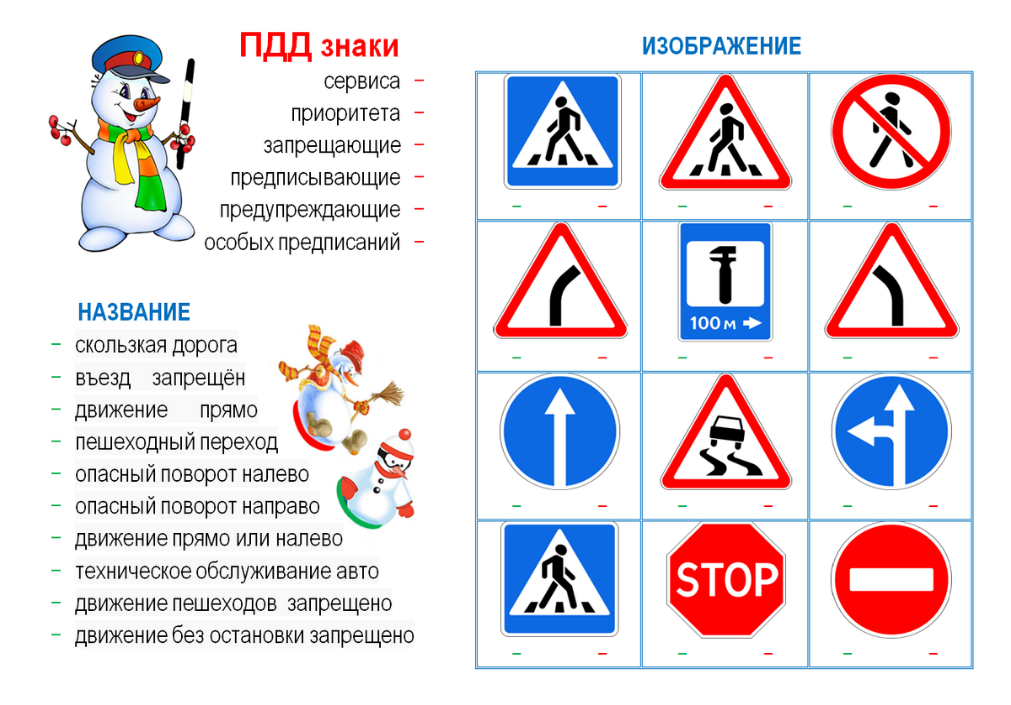 ПДД знаки
сервиса –
приоритета –
запрещающие –
предписывающие –
предупреждающие –
особых предписаний –
НАЗВАНИЕ
– скользкая дорога
– въезд запрещён
– движение прямо
– пешеходный переход
– опасный поворот налево
– опасный поворот направо
– движение прямо или налево
– техническое обслуживание авто
– движение пешеходов запрещено
– движение без остановки запрещено
ИЗОБРАЖЕНИЕ
– – – – – –
100 м
– – – – – –
– – – – – –
STOP
– – – – – –